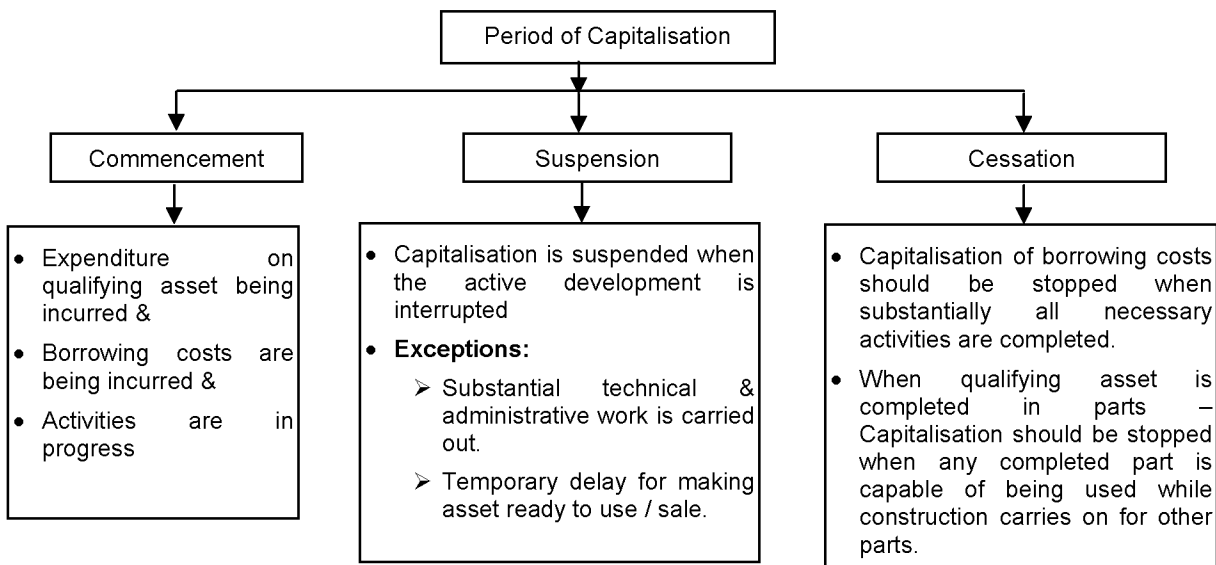 Period of Capitalisation
Commencement
Suspension
Cessation
• Expenditure on
qualifying asset being
incurred &
• Borrowing costs are
being incurred &
• Activities are in
progress
• Capitalisation is suspended when
the active development is
interrupted
• Exceptions:
➢ Substantial technical &
administrative work is carried
out.
➢ Temporary delay for making
asset ready to use / sale.
• Capitalisation of borrowing costs
should be stopped when
substantially all necessary
activities are completed.
• When qualifying asset is
completed in parts –
Capitalisation should be stopped
when any completed part is
capable of being used while
construction carries on for other
parts.